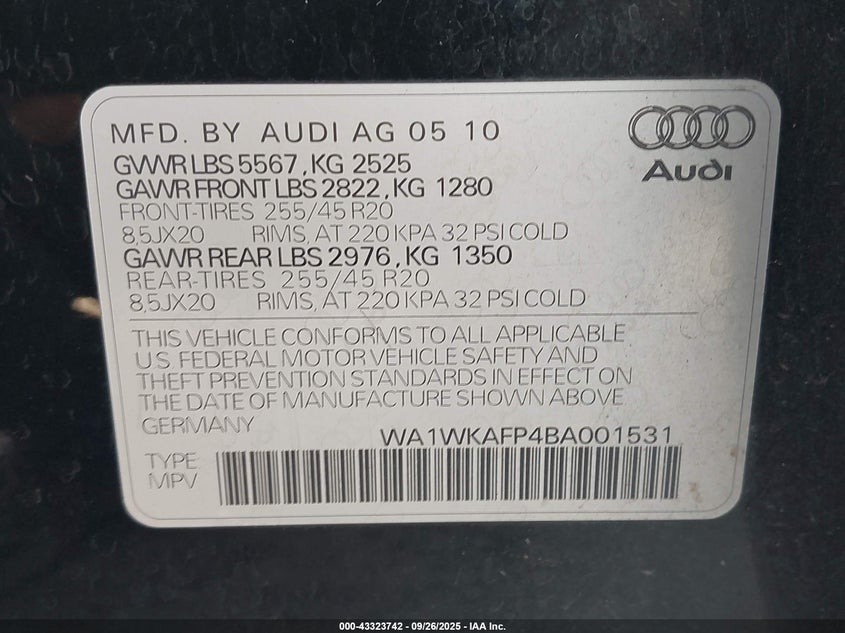 MFD. BY AUDI AG 05 10
Audi
GVWR LBS 5567, KG 2525
GAWR FRONT LBS 2822, KG 1280
FRONT-TIRES 255/45 R20
8,5JX20 RIMS, AT 220 KPA 32 PSI COLD
GAWR REAR LBS 2976, KG 1350
REAR-TIRES 255/45 R20
8,5JX20 RIMS, AT 220 KPA 32 PSI COLD
THIS VEHICLE CONFORMS TO ALL APPLICABLE
U.S. FEDERAL MOTOR VEHICLE SAFETY AND
THEFT PREVENTION STANDARDS IN EFFECT ON
THE DATE OF MANUFACTURE SHOWN ABOVE
GERMANY
WA1WKAFP4BA001531
TYPE
MPV
000-43323742 - 09/26/2025 - IAA Inc.